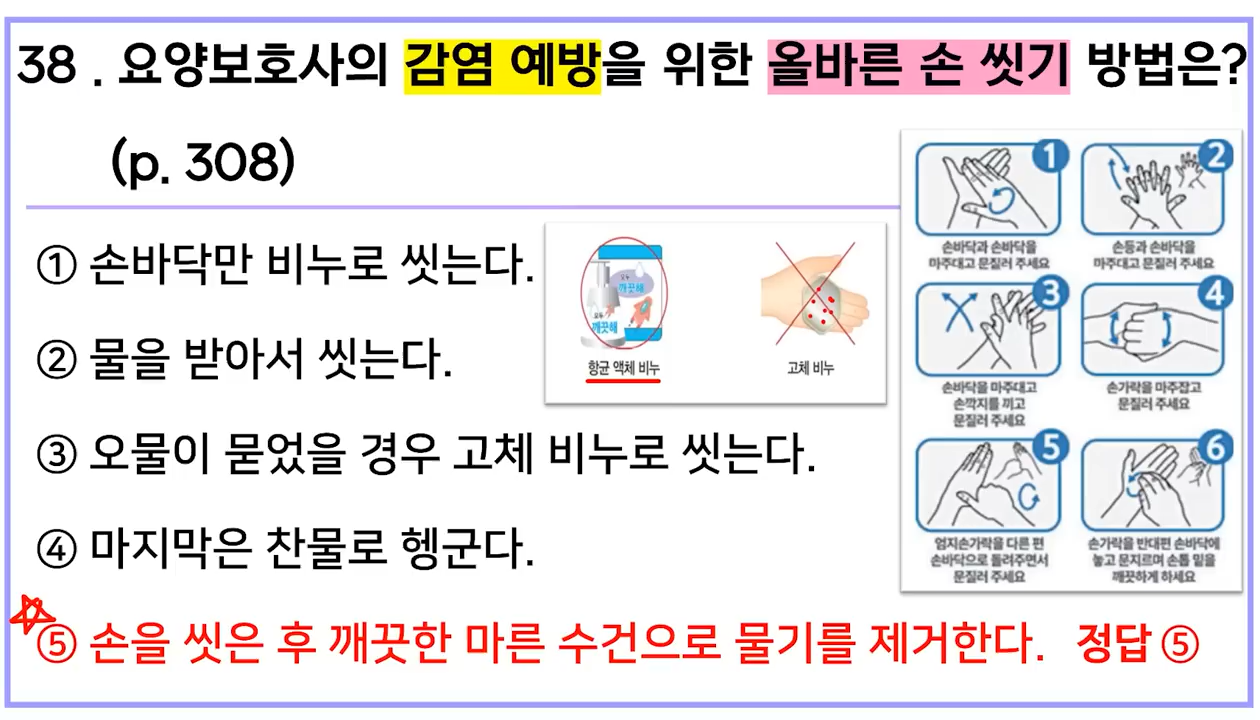 38 . 요양보호사의 감염 예방을 위한 올바른 손 씻기 방법은?
(p. 308)
① 손바닥만 비누로 씻는다.
② 물을 받아서 씻는다.
③ 오물이 묻었을 경우 고체 비누로 씻는다.
④ 마지막은 찬물로 헹군다.
⑤ 손을 씻은 후 깨끗한 마른 수건으로 물기를 제거한다. 정답 ⑤
깨끗해
깨끗해
항균 액체 비누
고체 비누
1
손바닥과 손바닥을
마주대고 문질러 주세요
2
손등과 손바닥을
마주대고 문질러 주세요
3
손바닥을 마주대고
손깍지를 끼고
문질러 주세요
4
손가락을 마주잡고
문질러 주세요
5
엄지손가락을 다른 편
손바닥으로 돌려주면서
문질러 주세요
6
손가락을 반대편 손바닥에
놓고 문지르며 손톱 밑을
깨끗하게 하세요